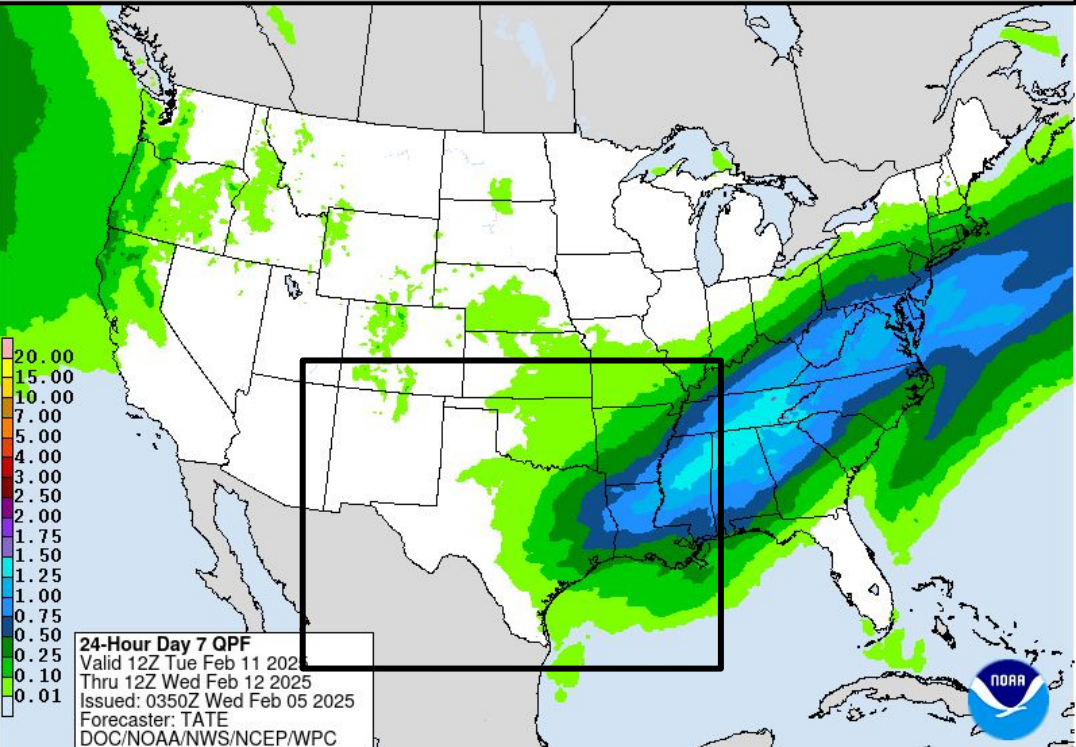 20.00
15.00
10.00
7.00
5.00
4.00
3.00
2.50
2.00
1.75
1.50
1.25
1.00
0.75
0.50
0.25
0.10
0.01
24-Hour Day 7 QPF
Valid 12Z Tue Feb 11 2025
Thru 12Z Wed Feb 12 2025
Issued: 0350Z Wed Feb 05 2025
Forecaster: TATE
DOC/NOAA/NWS/NCEP/WPC
NOAA